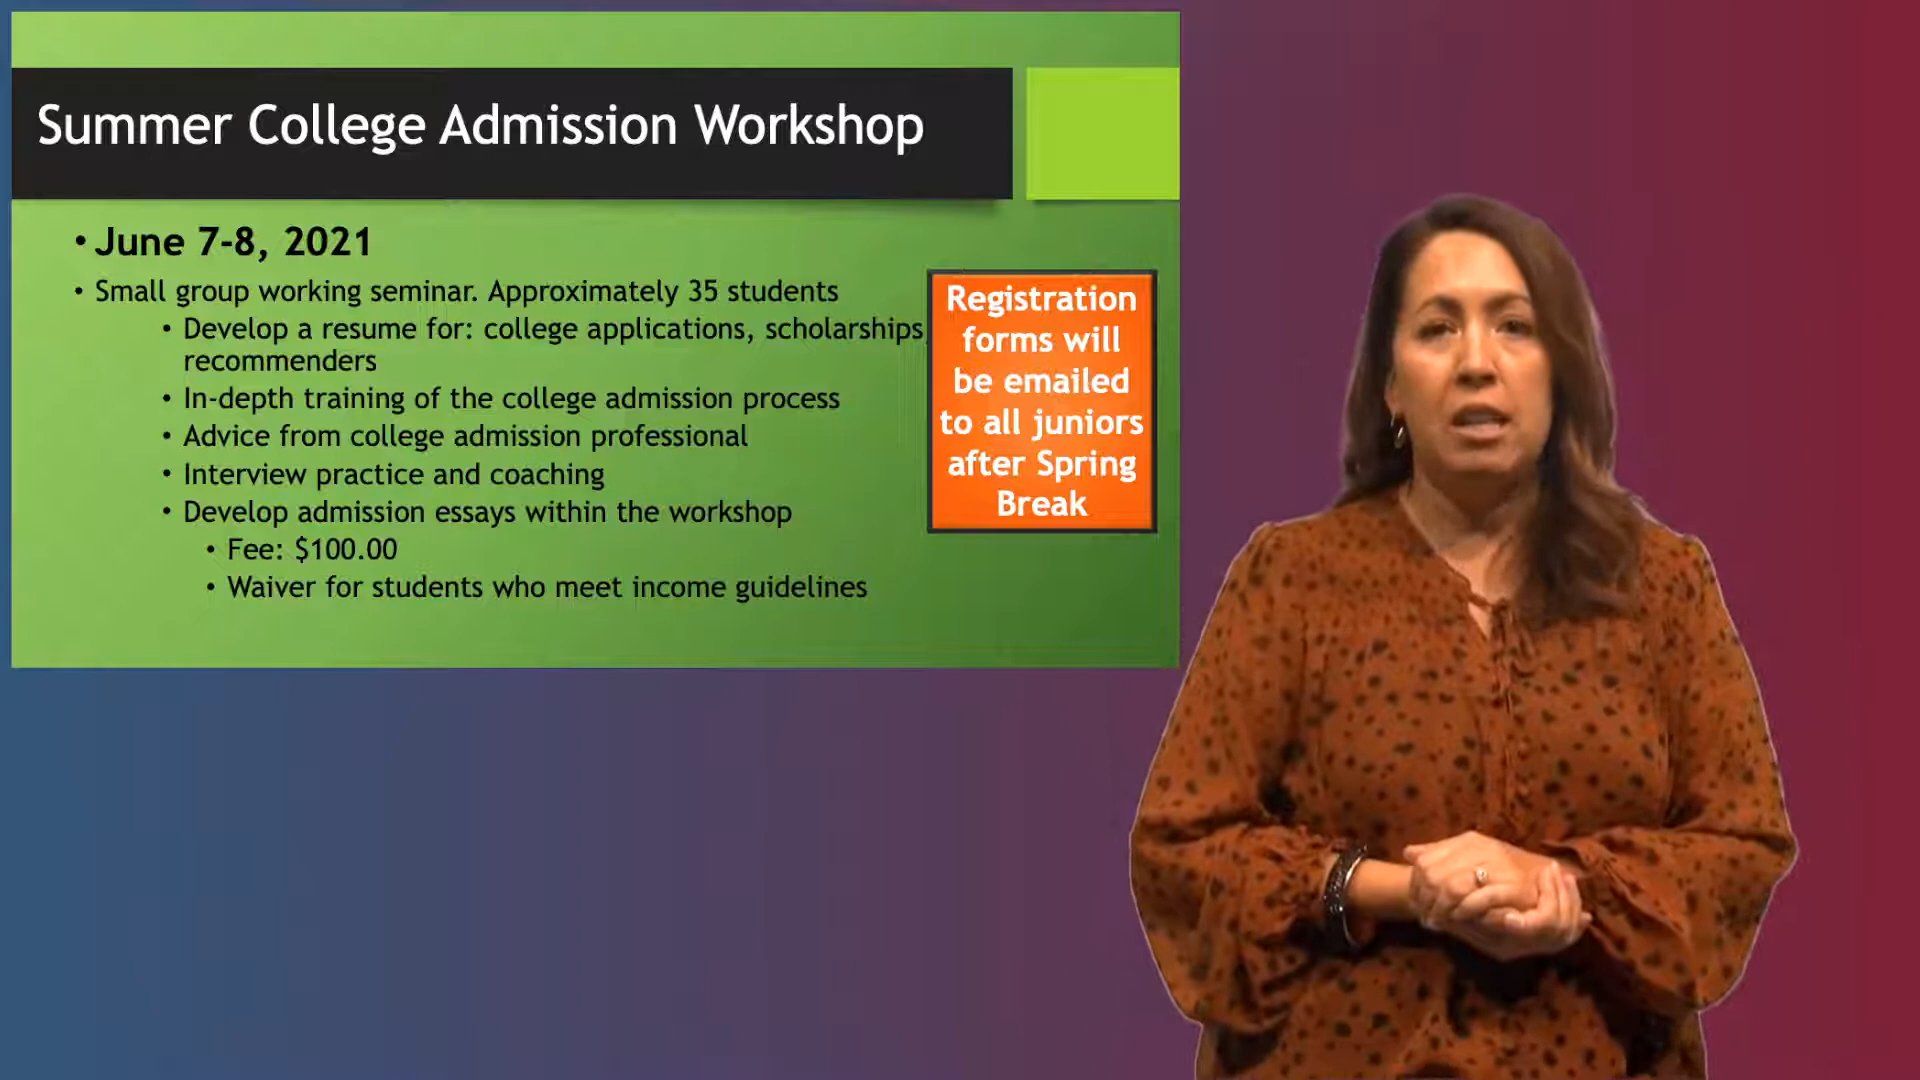 Summer College Admission Workshop
• June 7-8, 2021
• Small group working seminar. Approximately 35 students
• Develop a resume for: college applications, scholarships,
recommenders
• In-depth training of the college admission process
• Advice from college admission professional
• Interview practice and coaching
• Develop admission essays within the workshop
• Fee: $100.00
• Waiver for students who meet income guidelines
Registration
forms will
be emailed
to all juniors
after Spring
Break